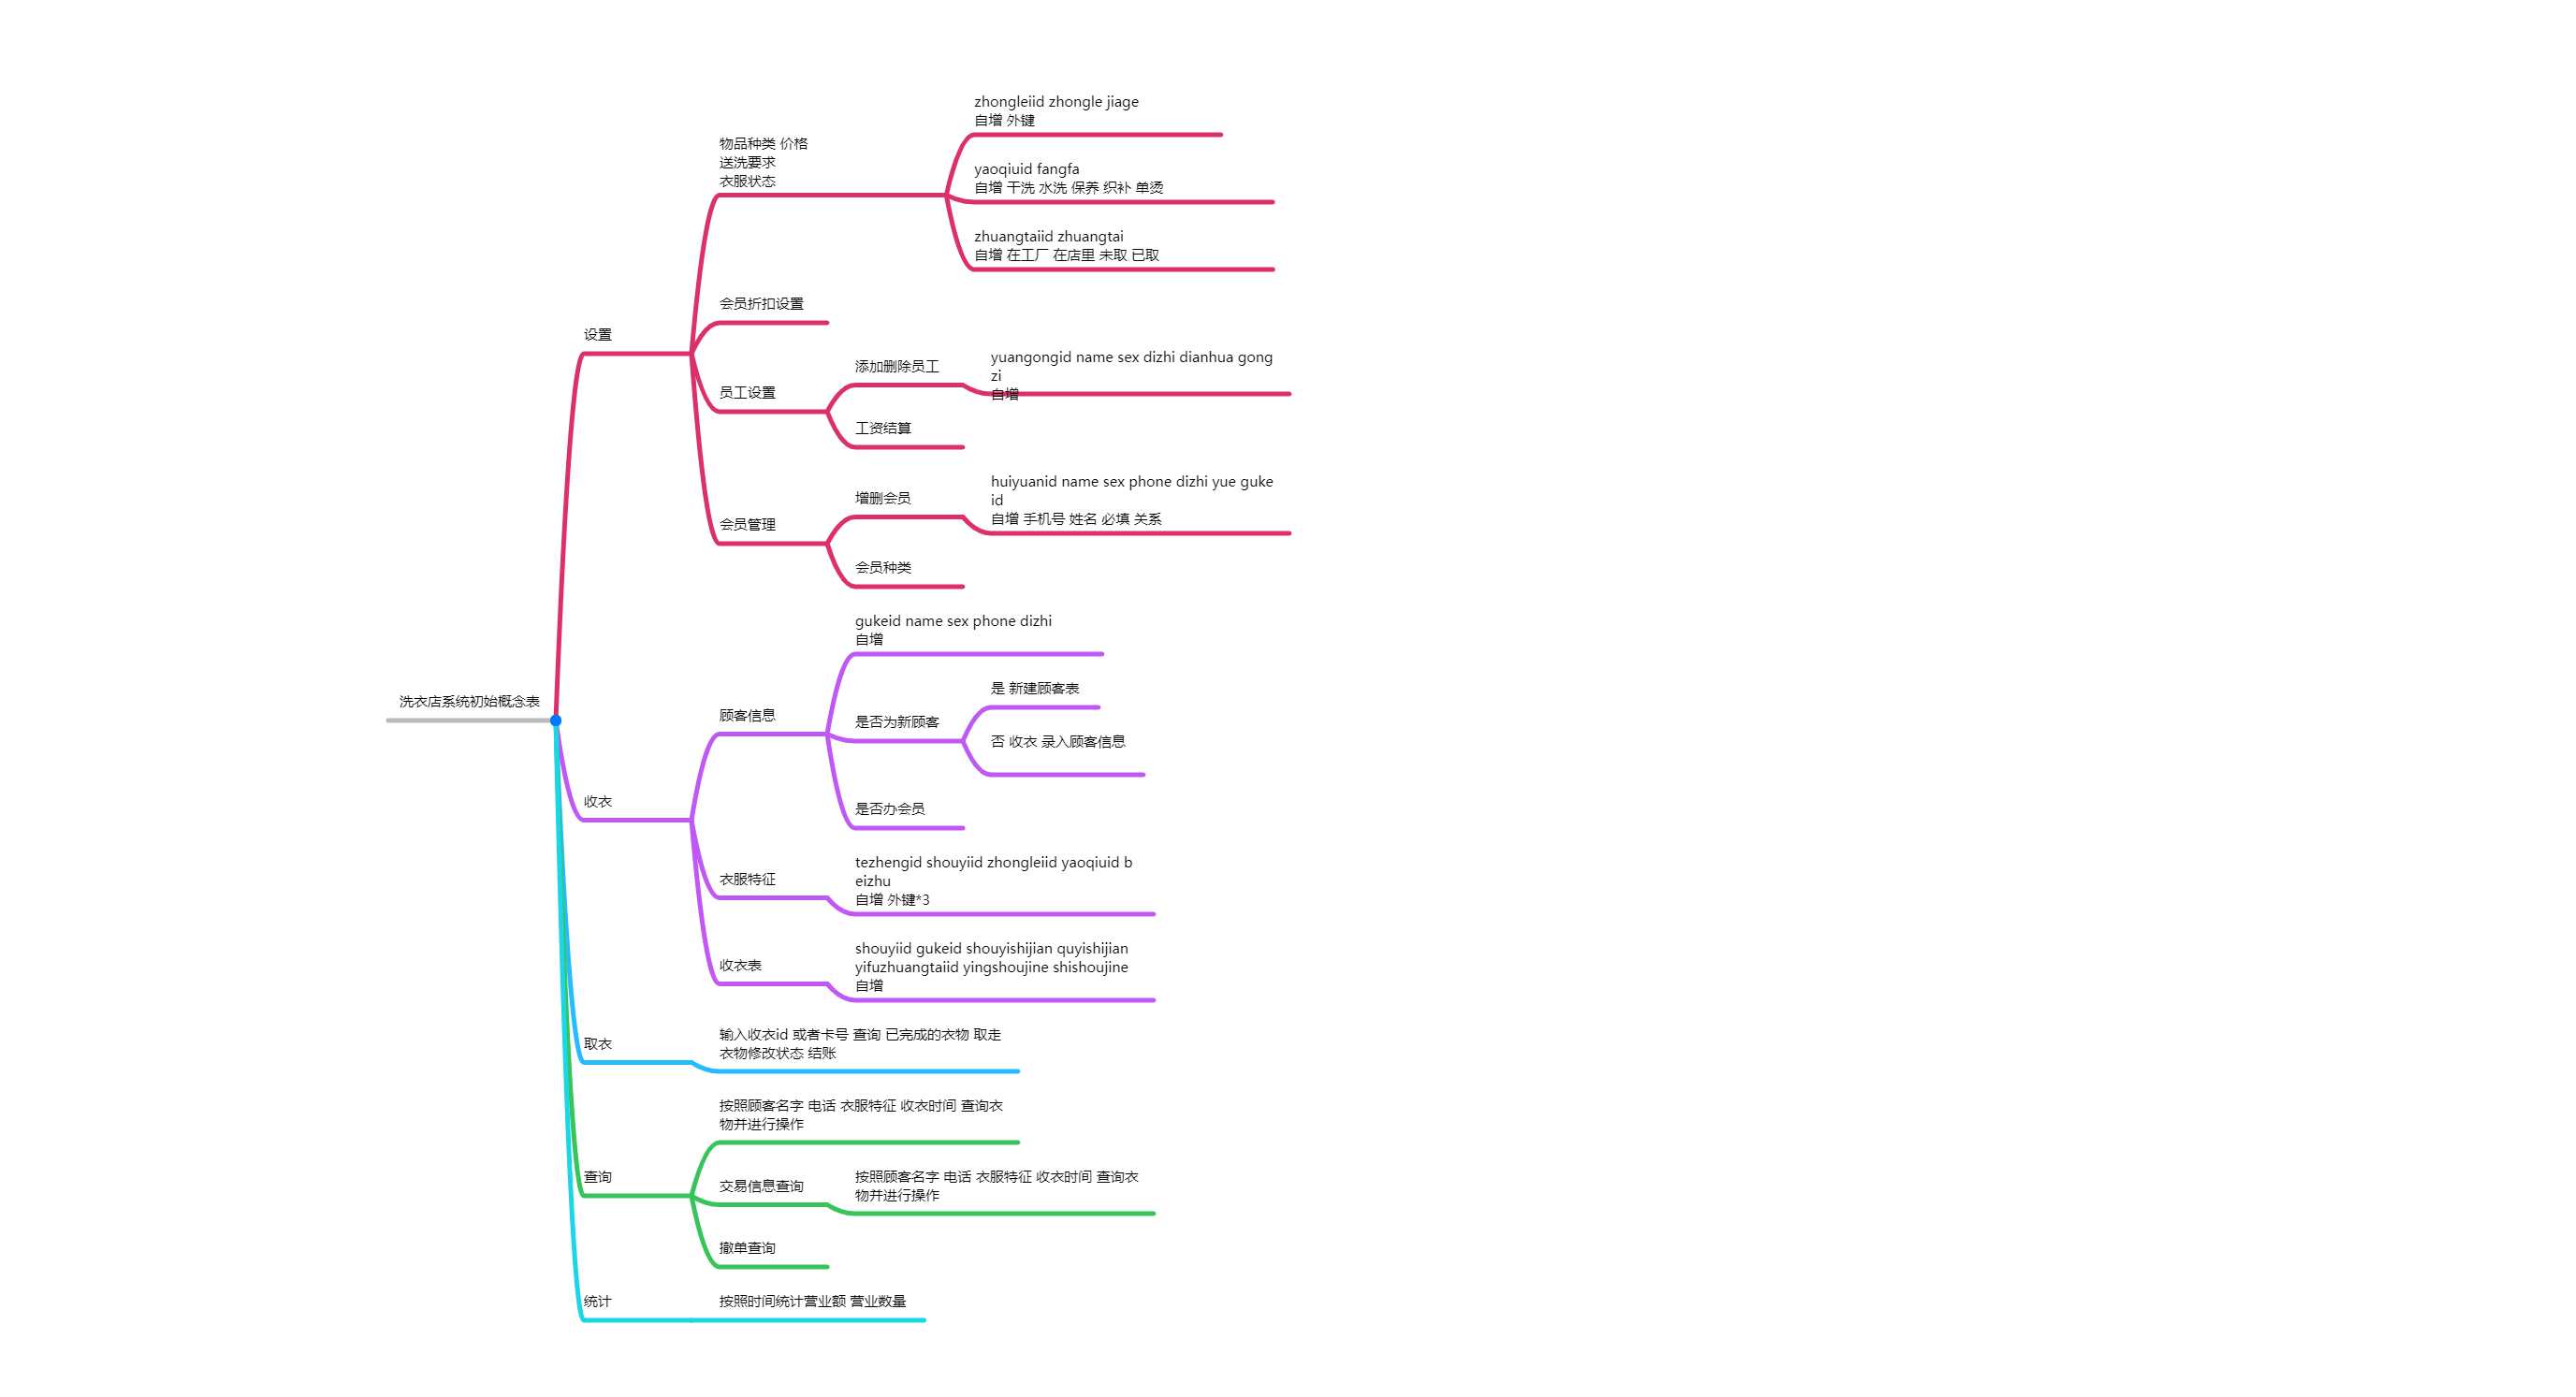 洗衣店系统初始概念表
设置
物品种类 价格
送洗要求
衣服状态
zhongleiid zhongle jiage
自增 外键
yaoqiuid fangfa
自增 干洗 水洗 保养 织补 单烫
zhuangtaiid zhuangtai
自增 在工厂 在店里 未取 已取
会员折扣设置
员工设置
添加删除员工
yuangongid name sex dizhi dianhua gong
zi
自增
工资结算
会员管理
增删会员
huiyuanid name sex phone dizhi yue guke
id
自增 手机号 姓名 必填 关系
会员种类
收衣
顾客信息
gukeid name sex phone dizhi
自增
是否为新顾客
是 新建顾客表
否 收衣 录入顾客信息
是否办会员
衣服特征
tezhengid shouyiid zhongleiid yaoqiuid b
eizhu
自增 外键*3
收衣表
shouyiid gukeid shouyishijian quyishijian
yifuzhuangtaiid yingshoujine shishoujine
自增
取衣
输入收衣id 或者卡号 查询 已完成的衣物 取走
衣物修改状态 结账
查询
按照顾客名字 电话 衣服特征 收衣时间 查询衣
物并进行操作
交易信息查询
按照顾客名字 电话 衣服特征 收衣时间 查询衣
物并进行操作
撤单查询
统计
按照时间统计营业额 营业数量